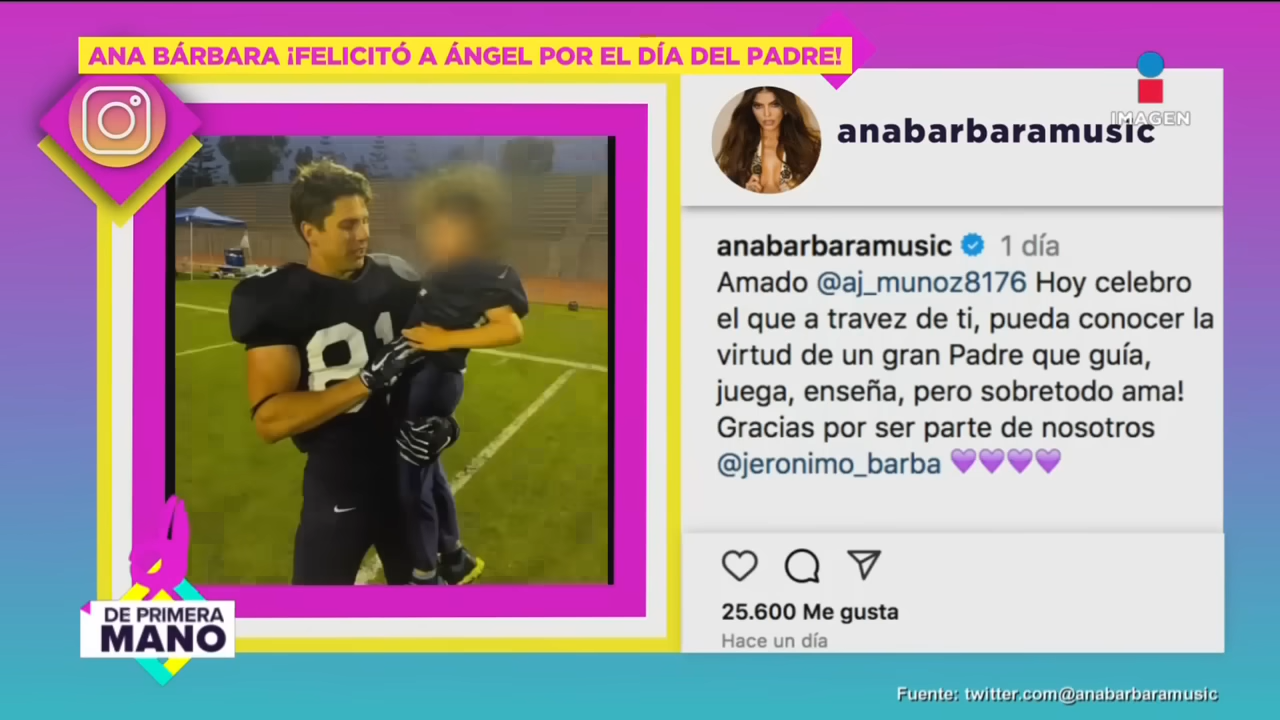 ANA BÁRBARA ¡FELICITÓ A ÁNGEL POR EL DÍA DEL PADRE!
IMAGEN
anabarbaramusic
anabarbaramusic 1 día
Amado @aj_munoz8176 Hoy celebro
el que a travez de ti, pueda conocer la
virtud de un gran Padre que guía,
juega, enseña, pero sobretodo ama!
Gracias por ser parte de nosotros
@jeronimo_barba 💜💜💜💜
25.600 Me gusta
Hace un día
81
DE PRIMERA
MANO
Fuente: twitter.com@anabarbaramusic